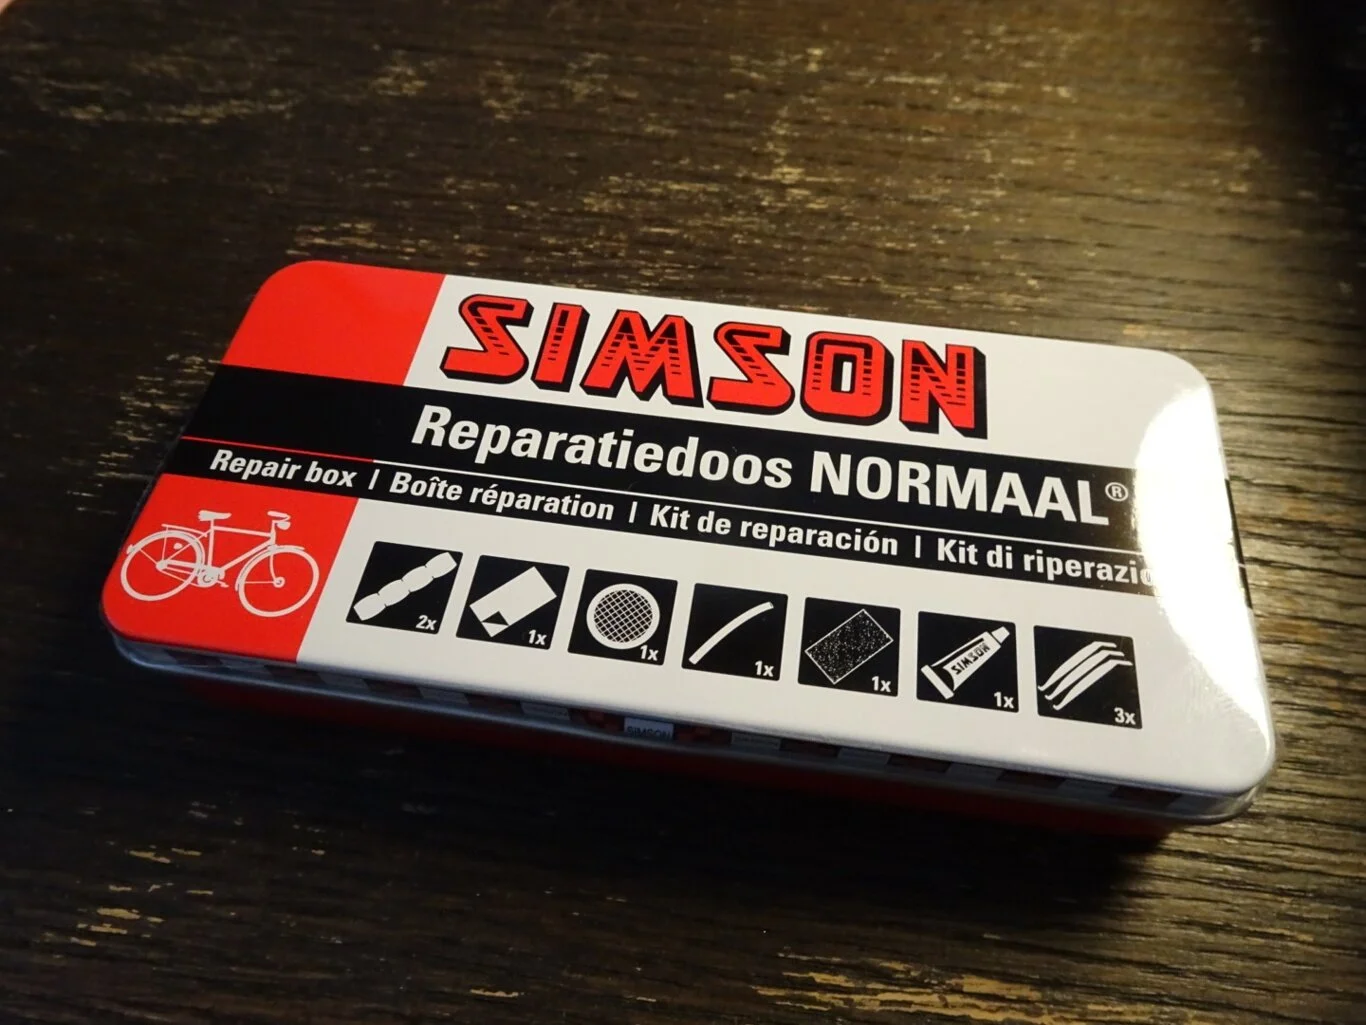 SIMSON
Reparatiedoos NORMAAL®
Repair box | Boîte réparation | Kit de reparación | Kit di riperazio
2x
1x
1x
1x
1x
SIMSON
1x
3x
SIMSON